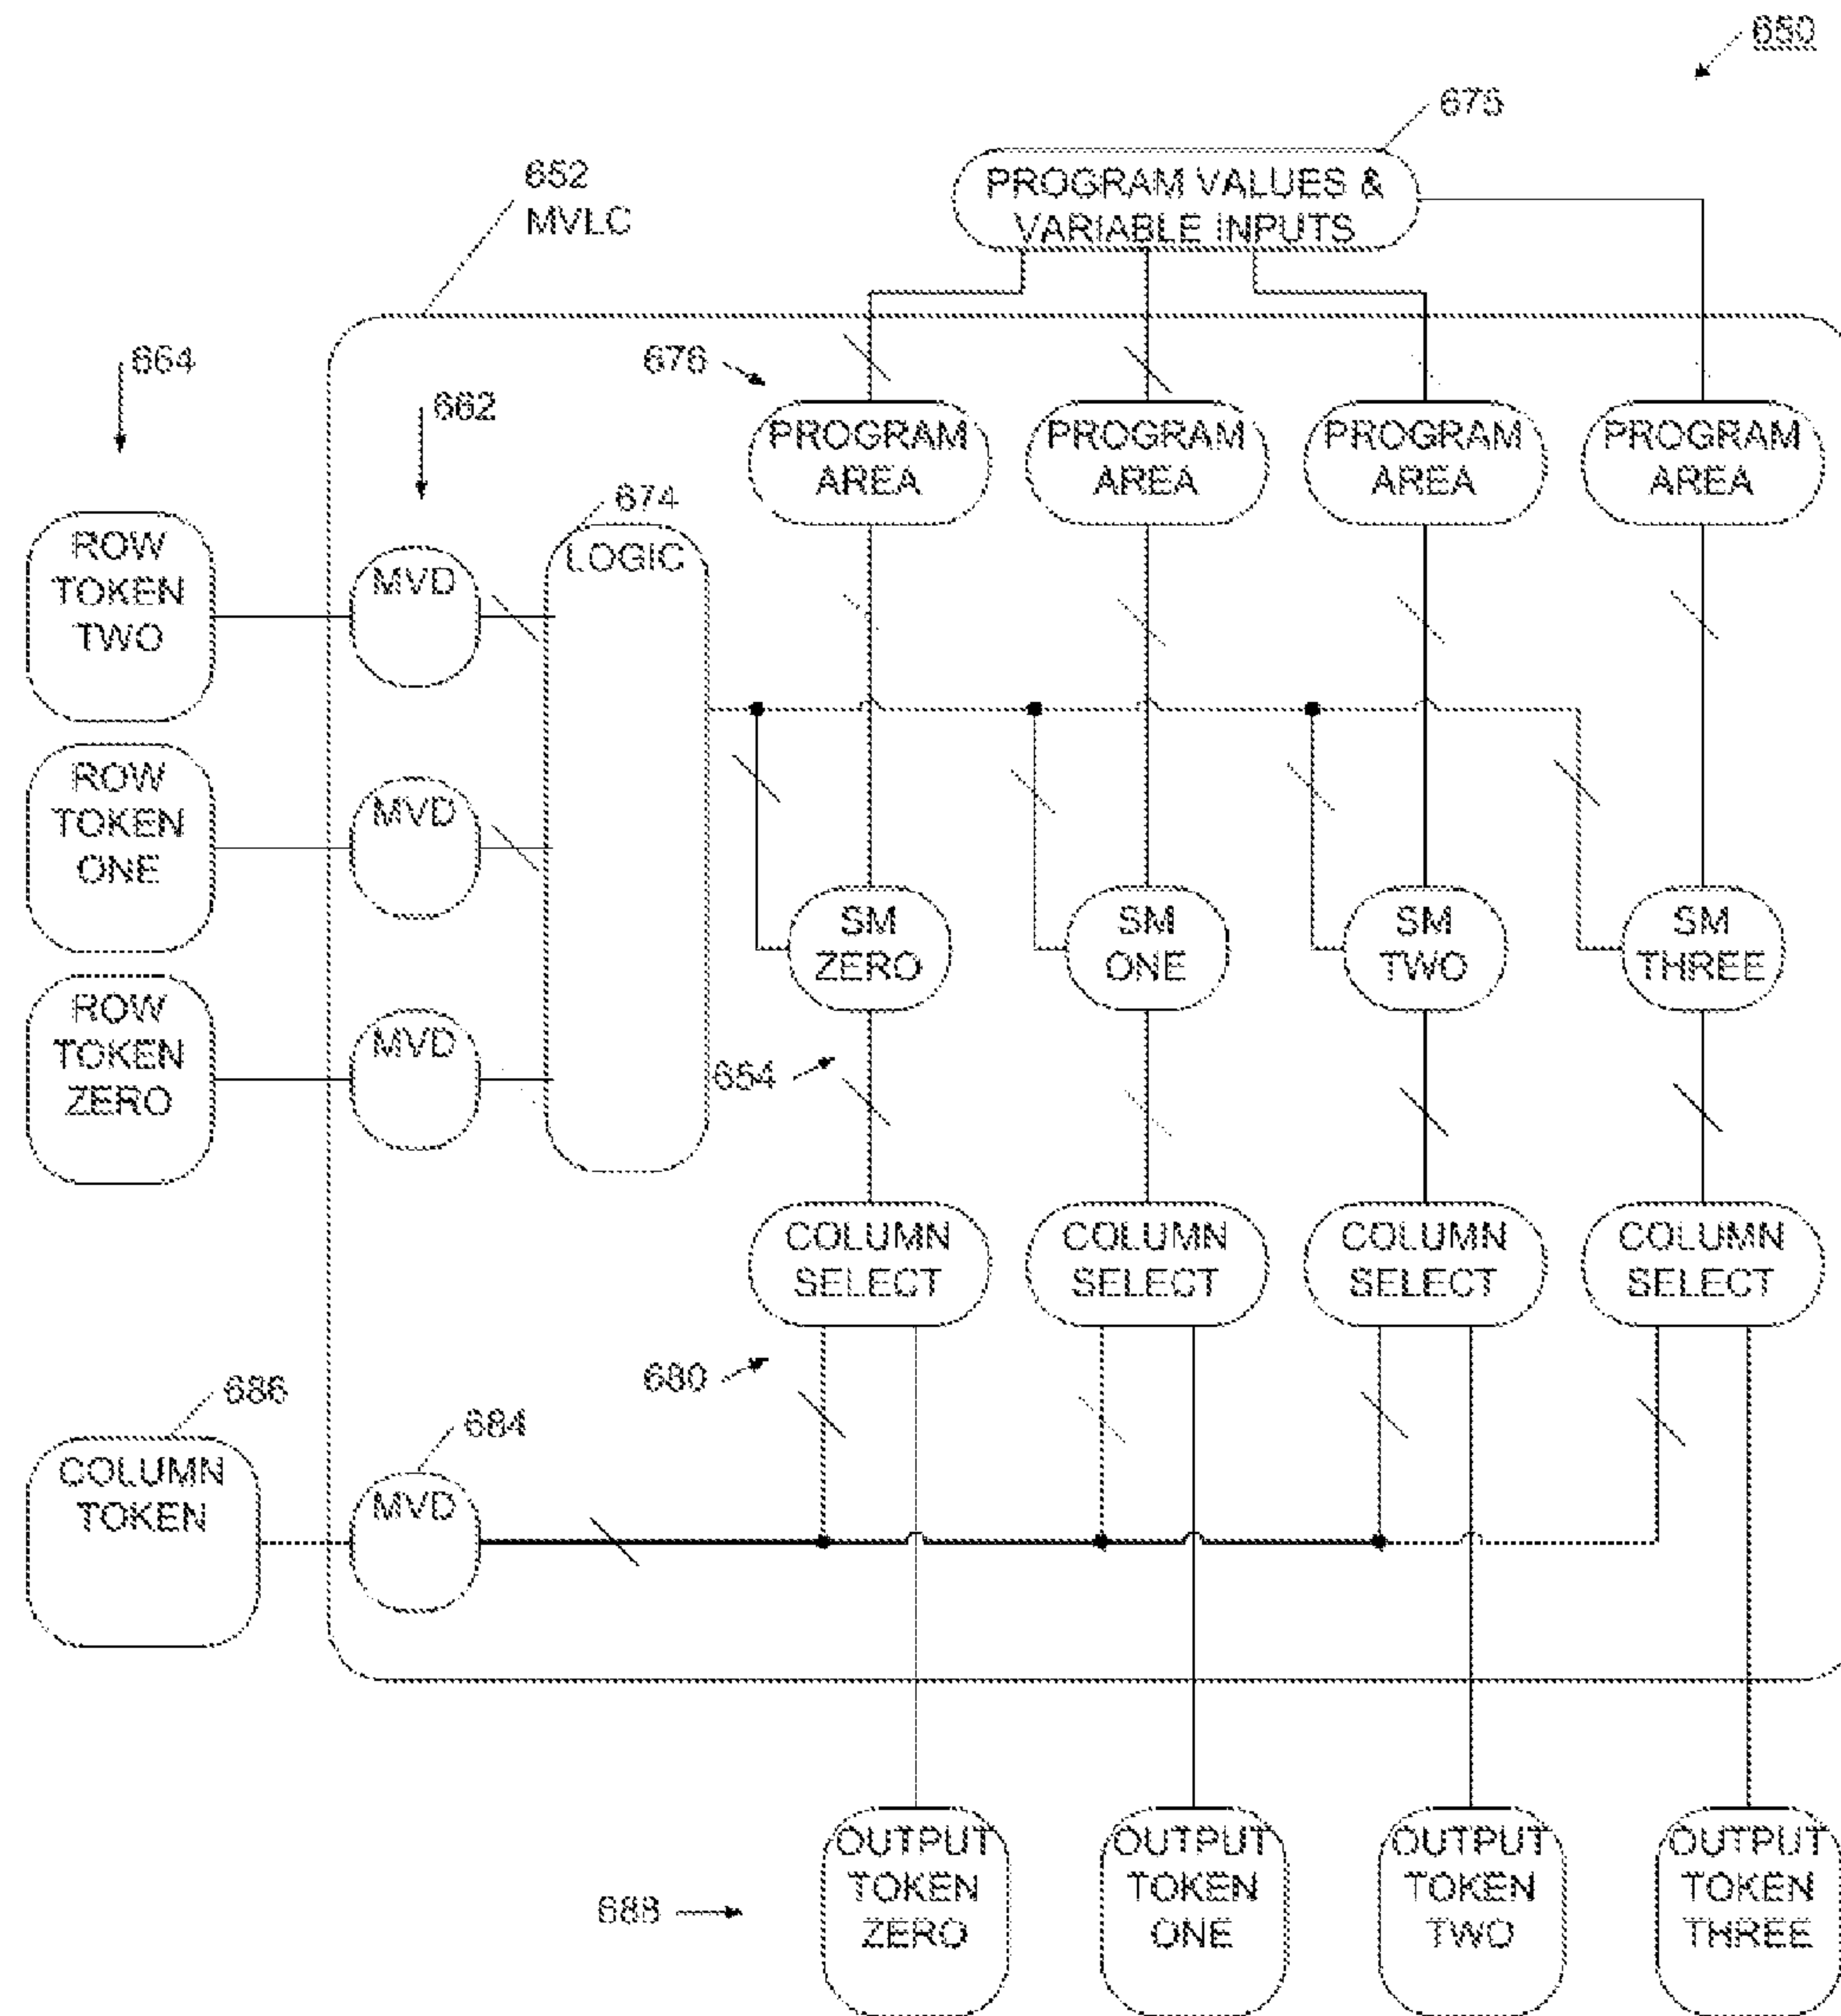 650
675
652
MVLC
PROGRAM VALUES &
VARIABLE INPUTS
664
662
676
PROGRAM
AREA
PROGRAM
AREA
PROGRAM
AREA
PROGRAM
AREA
674
LOGIC
ROW
TOKEN
TWO
MVD
ROW
TOKEN
ONE
MVD
ROW
TOKEN
ZERO
MVD
SM
ZERO
SM
ONE
SM
TWO
SM
THREE
654
COLUMN
SELECT
COLUMN
SELECT
COLUMN
SELECT
COLUMN
SELECT
680
686
COLUMN
TOKEN
684
MVD
688
OUTPUT
TOKEN
ZERO
OUTPUT
TOKEN
ONE
OUTPUT
TOKEN
TWO
OUTPUT
TOKEN
THREE